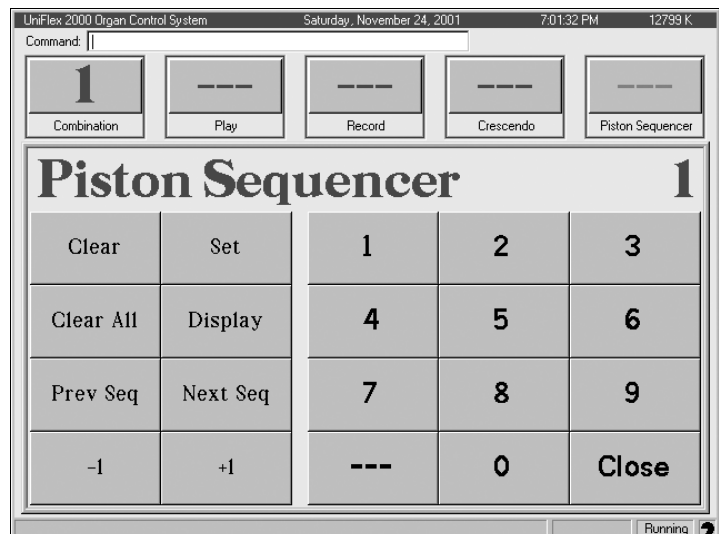 UniFlex 2000 Organ Control System Saturday, November 24, 2001 7:01:32 PM 12799 K
Command:
1 --- --- --- ---
Combination Play Record Crescendo Piston Sequencer
Piston Sequencer 1
Clear Set 1 2 3
Clear All Display 4 5 6
Prev Seq Next Seq 7 8 9
-1 +1 --- 0 Close
Running